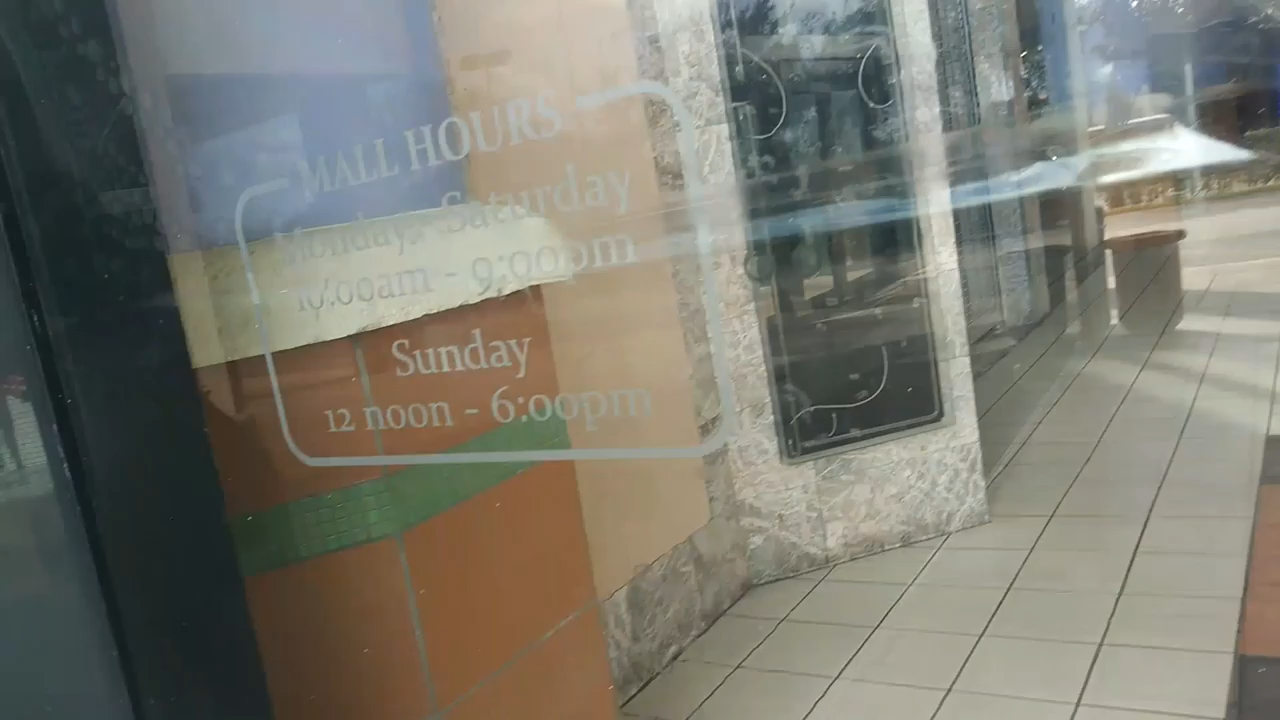 MALL HOURS
Monday - Saturday
10:00am - 9:00pm
Sunday
12 noon - 6:00pm